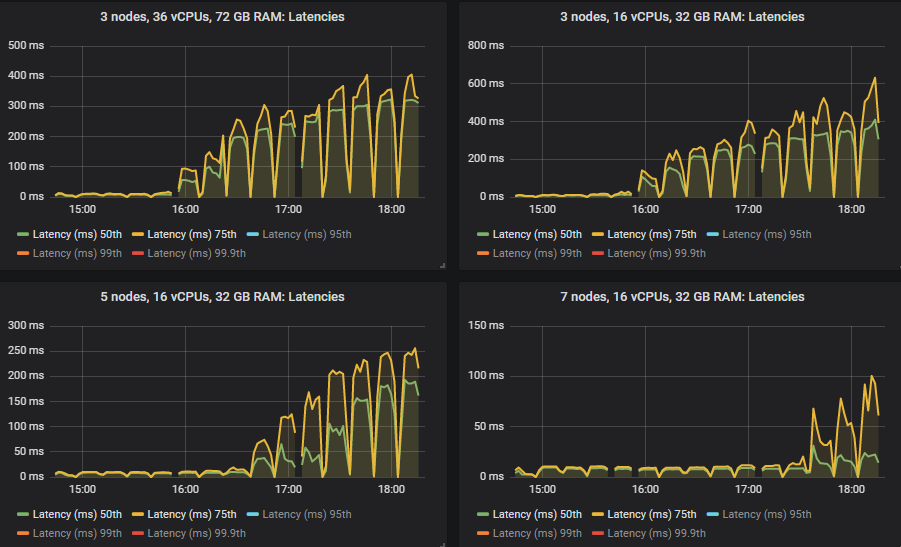 3 nodes, 36 vCPUs, 72 GB RAM: Latencies
500 ms
400 ms
300 ms
200 ms
100 ms
0 ms
15:00 16:00 17:00 18:00
Latency (ms) 50th Latency (ms) 75th Latency (ms) 95th
Latency (ms) 99th Latency (ms) 99.9th
3 nodes, 16 vCPUs, 32 GB RAM: Latencies
800 ms
600 ms
400 ms
200 ms
0 ms
15:00 16:00 17:00 18:00
Latency (ms) 50th Latency (ms) 75th Latency (ms) 95th
Latency (ms) 99th Latency (ms) 99.9th
5 nodes, 16 vCPUs, 32 GB RAM: Latencies
300 ms
250 ms
200 ms
150 ms
100 ms
50 ms
0 ms
15:00 16:00 17:00 18:00
Latency (ms) 50th Latency (ms) 75th Latency (ms) 95th
Latency (ms) 99th Latency (ms) 99.9th
7 nodes, 16 vCPUs, 32 GB RAM: Latencies
150 ms
100 ms
50 ms
0 ms
15:00 16:00 17:00 18:00
Latency (ms) 50th Latency (ms) 75th Latency (ms) 95th
Latency (ms) 99th Latency (ms) 99.9th